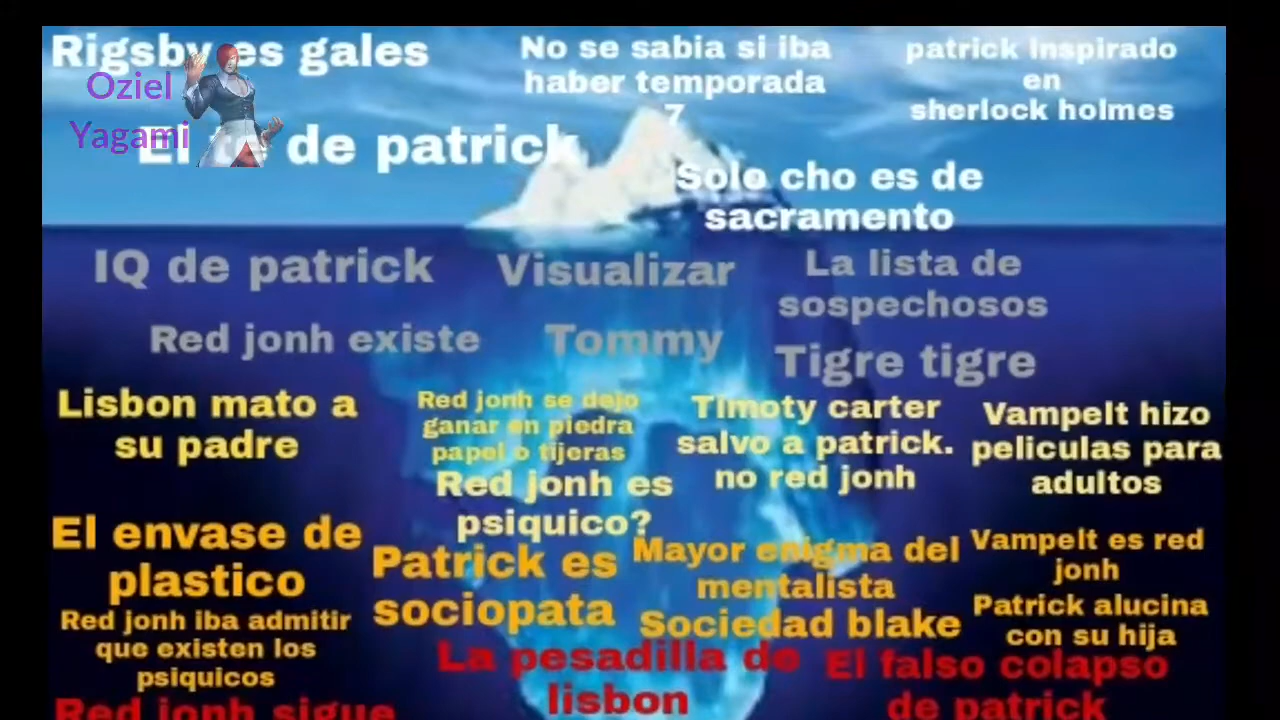 Rigsby es gales
No se sabia si iba
haber temporada
7
patrick inspirado
en
sherlock holmes
Oziel
Yagami
El te de patrick
Solo cho es de
sacramento
IQ de patrick
Visualizar
La lista de
sospechosos
Red jonh existe
Tommy
Tigre tigre
Lisbon mato a
su padre
Red jonh se dejo
ganar en piedra
papel o tijeras
Timoty carter
salvo a patrick.
no red jonh
Vampelt hizo
peliculas para
adultos
Red jonh es
psiquico?
El envase de
plastico
Patrick es
sociopata
Mayor enigma del
mentalista
Vampelt es red
jonh
Red jonh iba admitir
que existen los
psiquicos
Sociedad blake
Patrick alucina
con su hija
La pesadilla de
lisbon
El falso colapso
de patrick
Red jonh sigue